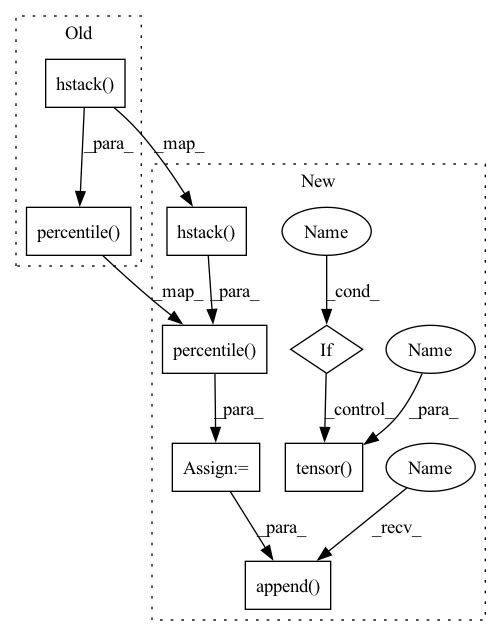 Old
hstack()
_para_
_map_
New
percentile()
hstack()
Name
_map_
_para_
_cond_
percentile()
If
Name
_para_
_control_
_para_
Assign:=
tensor()
Name
_para_
_recv_
append()